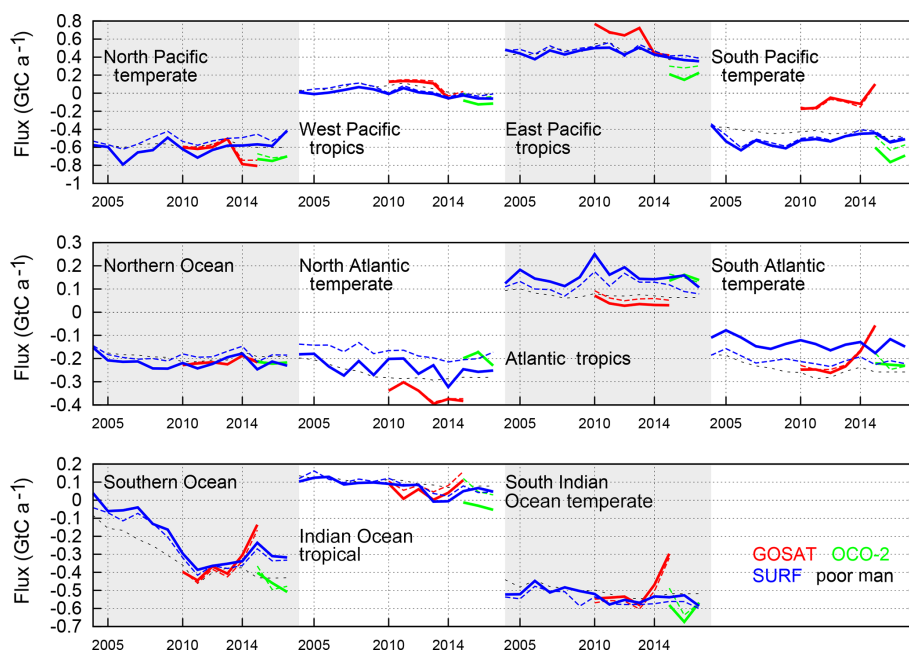 Flux (GtC a⁻¹)
0.8
0.6
0.4
0.2
0
-0.2
-0.4
-0.6
-0.8
-1
North Pacific
temperate
West Pacific
tropics
East Pacific
tropics
South Pacific
temperate
2005 2010 2014 2005 2010 2014 2005 2010 2014 2005 2010 2014
Flux (GtC a⁻¹)
0.3
0.2
0.1
0
-0.1
-0.2
-0.3
-0.4
Northern Ocean
North Atlantic
temperate
Atlantic tropics
South Atlantic
temperate
2005 2010 2014 2005 2010 2014 2005 2010 2014 2005 2010 2014
Flux (GtC a⁻¹)
0.2
0.1
0
-0.1
-0.2
-0.3
-0.4
-0.5
-0.6
-0.7
Southern Ocean
Indian Ocean
tropical
South Indian
Ocean temperate
GOSAT OCO-2
SURF poor man
2005 2010 2014 2005 2010 2014 2005 2010 2014 2005 2010 2014